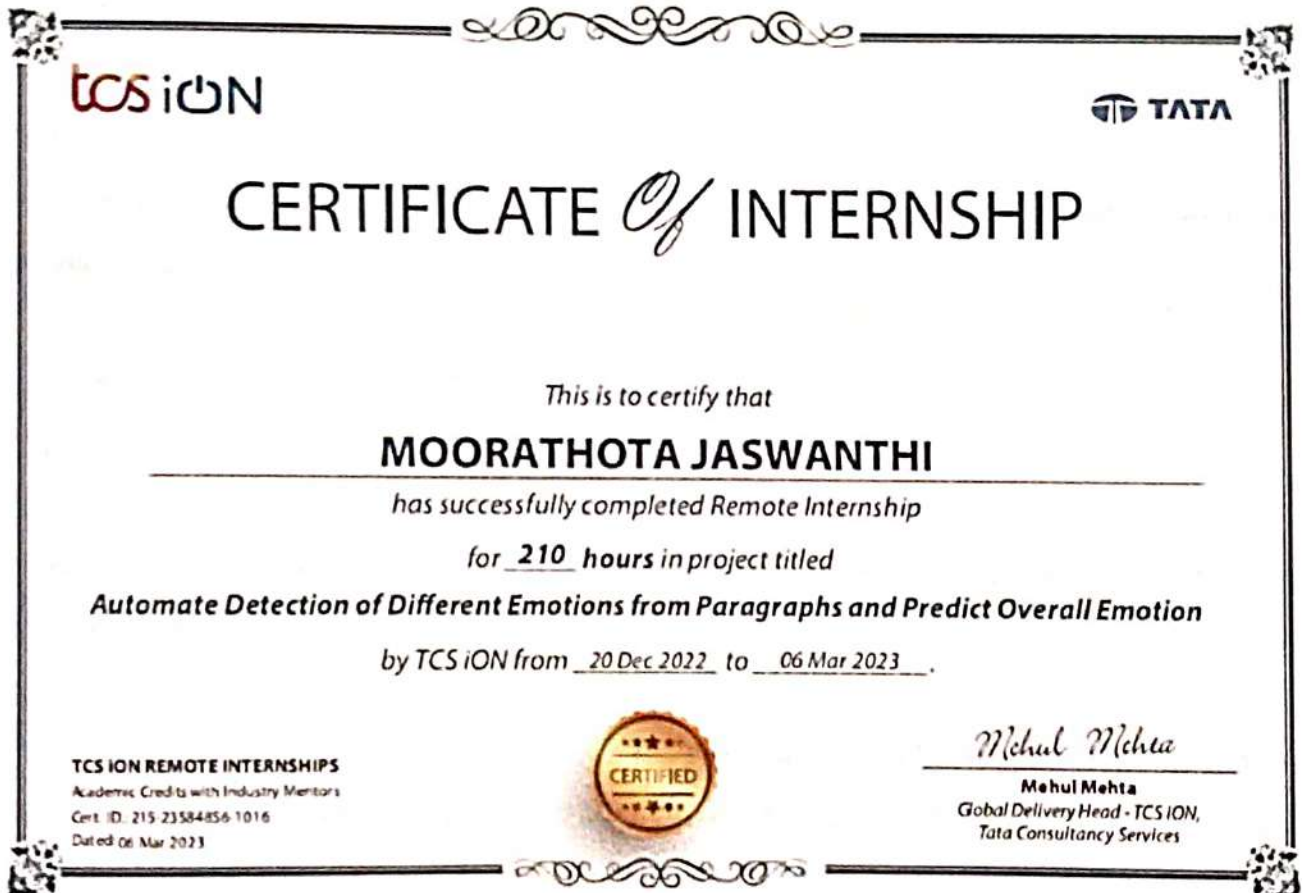 tcs iON
TATA
CERTIFICATE Of INTERNSHIP
This is to certify that
MOORATHOTA JASWANTHI
has successfully completed Remote Internship
for 210 hours in project titled
Automate Detection of Different Emotions from Paragraphs and Predict Overall Emotion
by TCS iON from 20 Dec 2022 to 06 Mar 2023.
CERTIFIED
TCS iON REMOTE INTERNSHIPS
Academic Credits with Industry Mentors
Cert. ID: 215-23584856-1016
Dated: 06 Mar 2023
Mehul Mehta
Mehul Mehta
Global Delivery Head - TCS iON,
Tata Consultancy Services